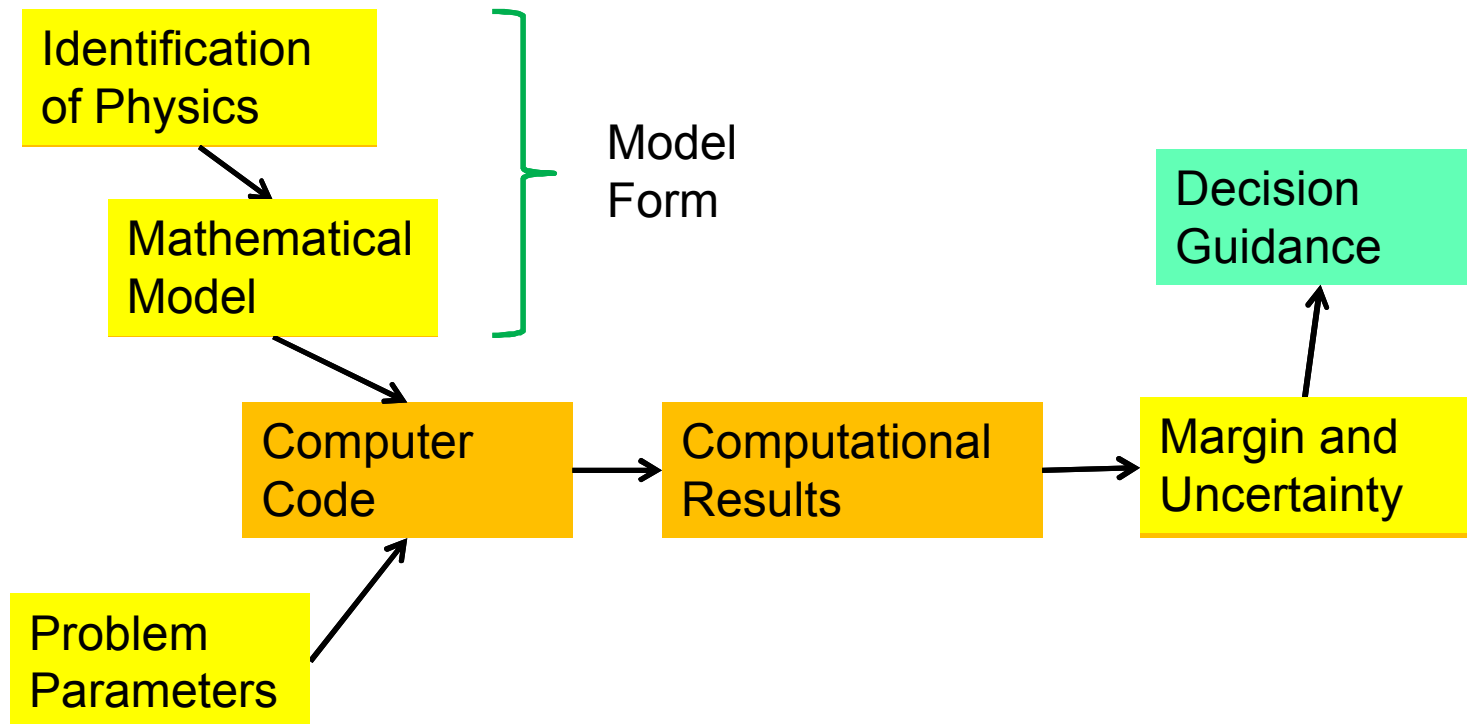 Identification
of Physics
Model
Form
Mathematical
Model
Decision
Guidance
Computer
Code
Computational
Results
Margin and
Uncertainty
Problem
Parameters